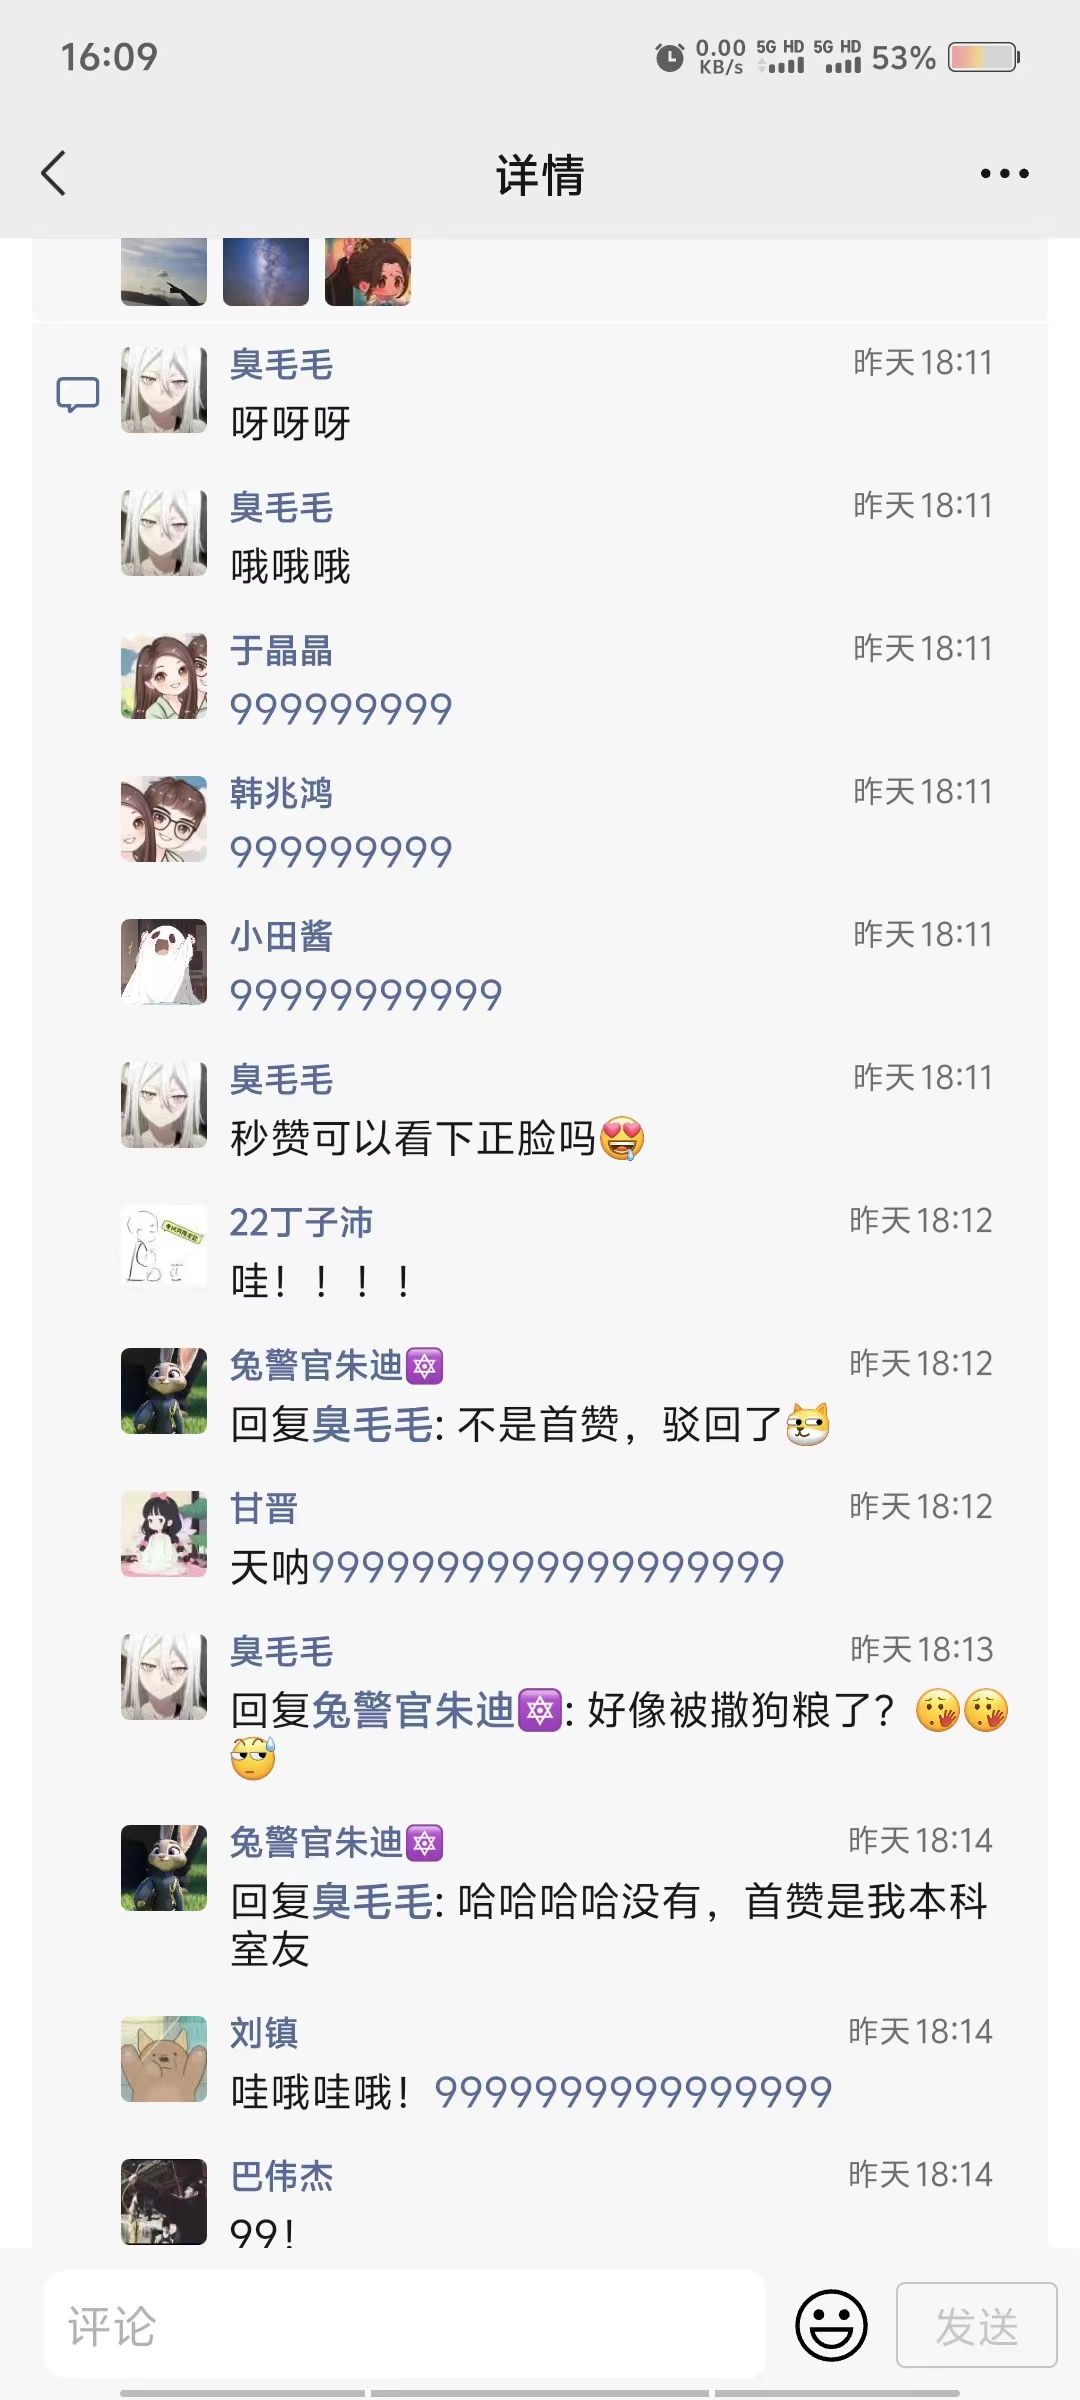 16:09
0.00 KB/s 5G HD 5G HD 53%
详情
臭毛毛 昨天18:11
呀呀呀
臭毛毛 昨天18:11
哦哦哦
于晶晶 昨天18:11
999999999
韩兆鸿 昨天18:11
999999999
小田酱 昨天18:11
99999999999
臭毛毛 昨天18:11
秒赞可以看下正脸吗😍
22丁子沛 昨天18:12
哇！！！！
兔警官朱迪🔯 昨天18:12
回复臭毛毛: 不是首赞，驳回了
甘晋 昨天18:12
天呐9999999999999999999
臭毛毛 昨天18:13
回复兔警官朱迪🔯: 好像被撒狗粮了？
兔警官朱迪🔯 昨天18:14
回复臭毛毛: 哈哈哈哈没有，首赞是我本科
室友
刘镇 昨天18:14
哇哦哇哦！9999999999999999
巴伟杰 昨天18:14
99！
评论
发送